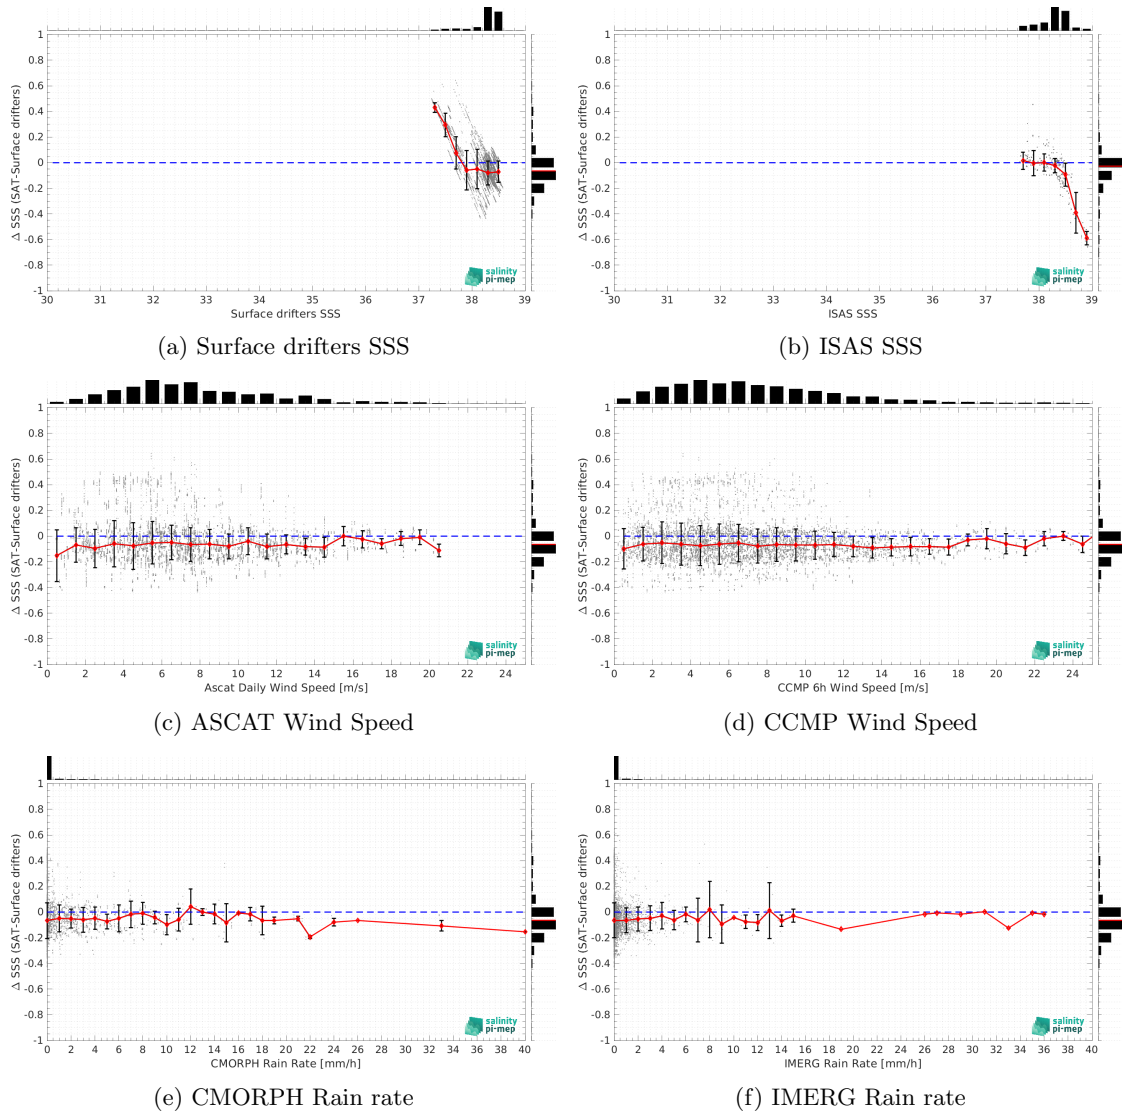 1
0.8
0.6
0.4
0.2
0
-0.2
-0.4
-0.6
-0.8
-1
Δ SSS (SAT-Surface drifters)
salinity
pi-mep
30 31 32 33 34 35 36 37 38 39
Surface drifters SSS
(a) Surface drifters SSS
1
0.8
0.6
0.4
0.2
0
-0.2
-0.4
-0.6
-0.8
-1
Δ SSS (SAT-Surface drifters)
salinity
pi-mep
30 31 32 33 34 35 36 37 38 39
ISAS SSS
(b) ISAS SSS
1
0.8
0.6
0.4
0.2
0
-0.2
-0.4
-0.6
-0.8
-1
Δ SSS (SAT-Surface drifters)
salinity
pi-mep
0 2 4 6 8 10 12 14 16 18 20 22 24
Ascat Daily Wind Speed [m/s]
(c) ASCAT Wind Speed
1
0.8
0.6
0.4
0.2
0
-0.2
-0.4
-0.6
-0.8
-1
Δ SSS (SAT-Surface drifters)
salinity
pi-mep
0 2 4 6 8 10 12 14 16 18 20 22 24
CCMP 6h Wind Speed [m/s]
(d) CCMP Wind Speed
1
0.8
0.6
0.4
0.2
0
-0.2
-0.4
-0.6
-0.8
-1
Δ SSS (SAT-Surface drifters)
salinity
pi-mep
0 2 4 6 8 10 12 14 16 18 20 22 24 26 28 30 32 34 36 38 40
CMORPH Rain Rate [mm/h]
(e) CMORPH Rain rate
1
0.8
0.6
0.4
0.2
0
-0.2
-0.4
-0.6
-0.8
-1
Δ SSS (SAT-Surface drifters)
salinity
pi-mep
0 2 4 6 8 10 12 14 16 18 20 22 24 26 28 30 32 34 36 38 40
IMERG Rain Rate [mm/h]
(f) IMERG Rain rate